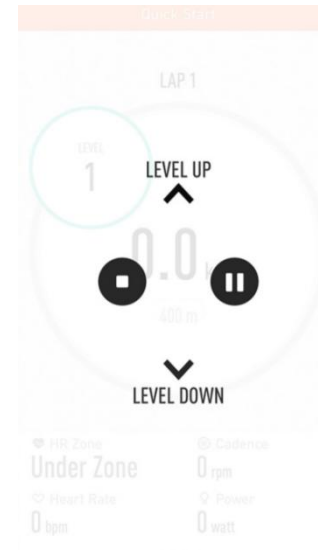 Quick Start
LAP 1
LEVEL
1
LEVEL UP
0.0
400 m
LEVEL DOWN
HR Zone
Cadence
Under Zone
0 rpm
Heart Rate
Power
0 bpm
0 watt